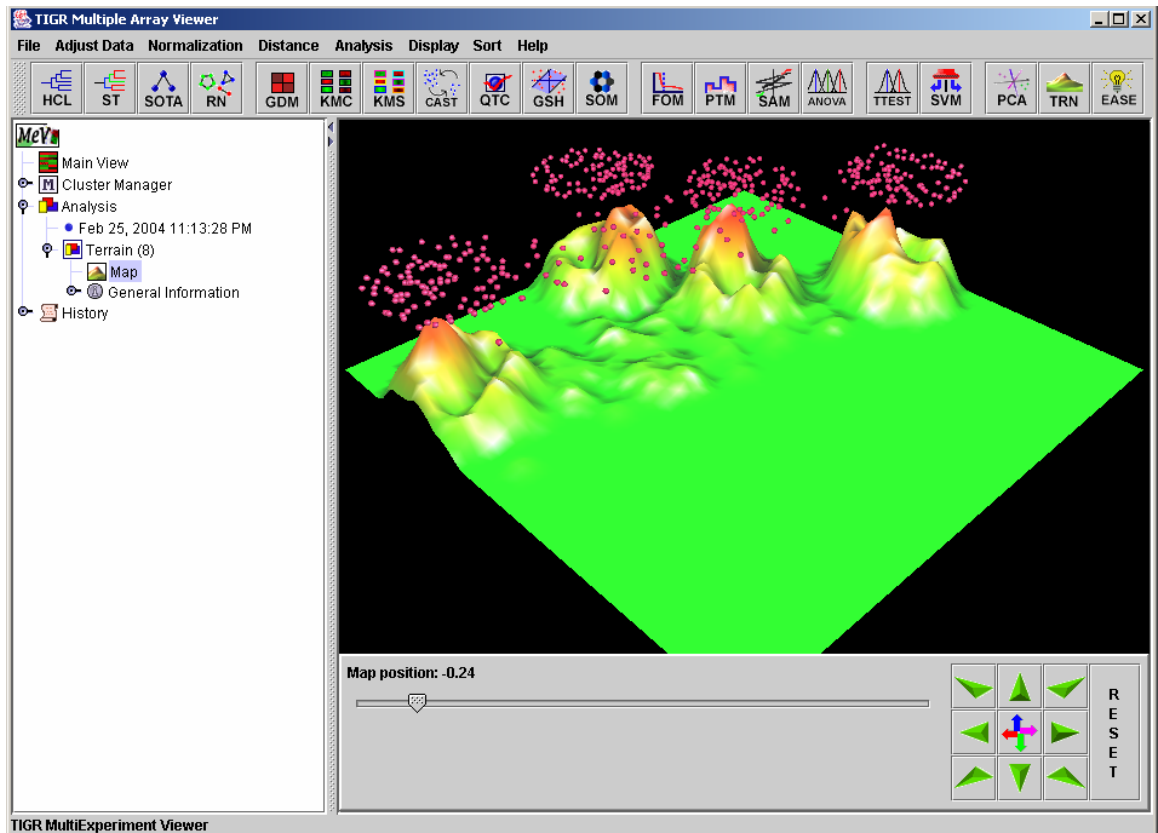 TIGR Multiple Array Viewer
File Adjust Data Normalization Distance Analysis Display Sort Help
HCL ST SOTA RN GDM KMC KMS CAST QTC GSH SOM FOM PTM SAM ANOVA TTEST SVM PCA TRN EASE
MeV
Main View
M Cluster Manager
Analysis
Feb 25, 2004 11:13:28 PM
Terrain (8)
Map
General Information
History
Map position: -0.24
RESET
TIGR MultiExperiment Viewer